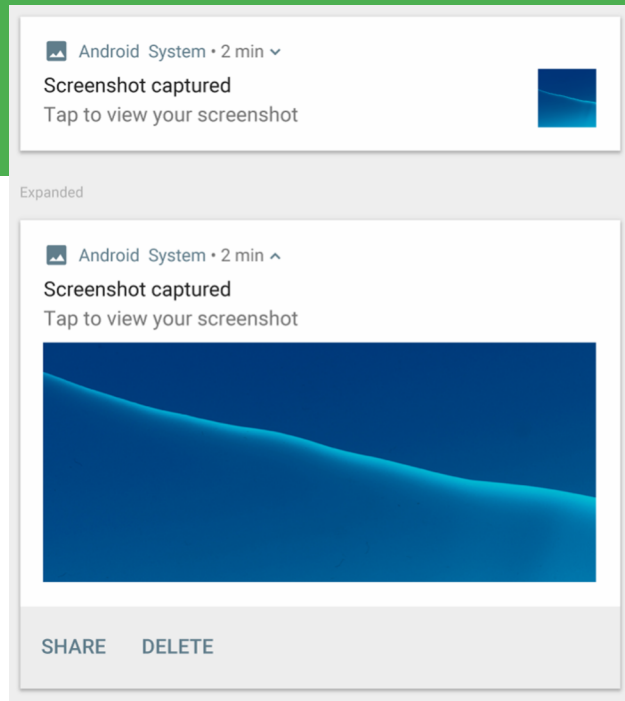 Android System • 2 min
Screenshot captured
Tap to view your screenshot
Expanded
Android System • 2 min
Screenshot captured
Tap to view your screenshot
SHARE DELETE